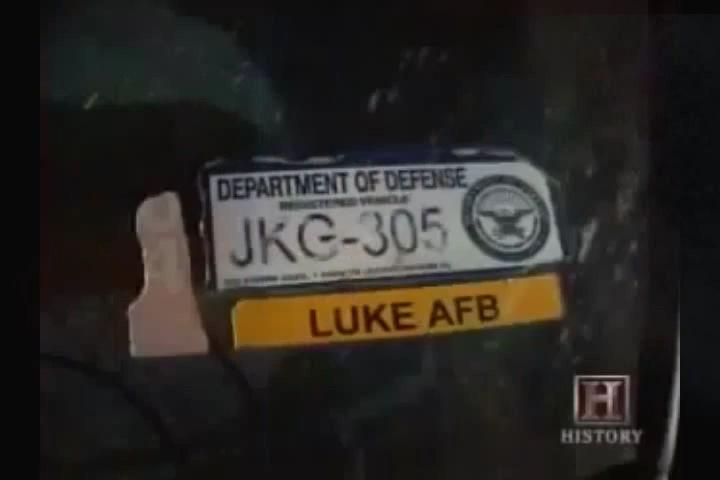 DEPARTMENT OF DEFENSE
REGISTERED VEHICLE
JKG-305
LUKE AFB
H
HISTORY